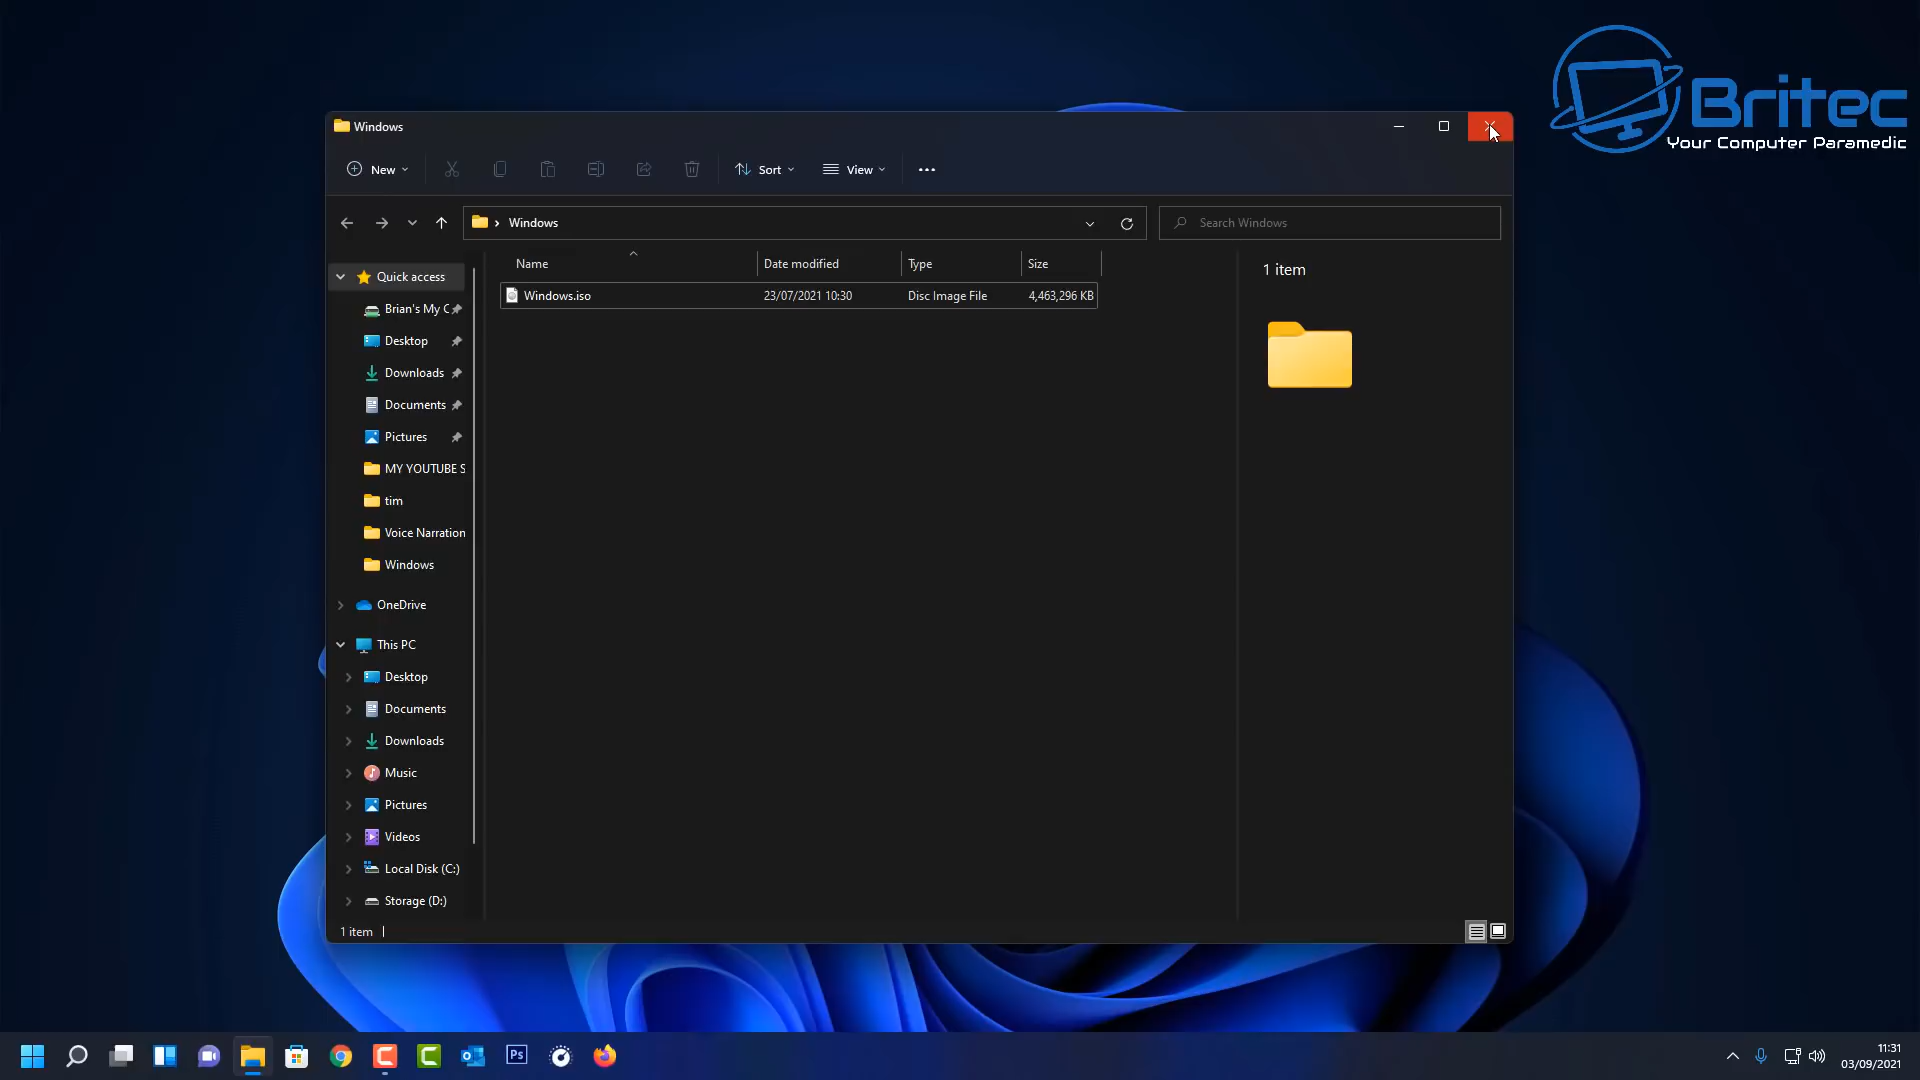 Britec
Your Computer Paramedic
Windows
New
Sort
View
Windows
Search Windows
Name
Date modified
Type
Size
Windows.iso
23/07/2021 10:30
Disc Image File
4,463,296 KB
1 item
Quick access
Brian's My C
Desktop
Downloads
Documents
Pictures
MY YOUTUBE S
tim
Voice Narration
Windows
OneDrive
This PC
Desktop
Documents
Downloads
Music
Pictures
Videos
Local Disk (C:)
Storage (D:)
1 item
Ps
11:31
03/09/2021